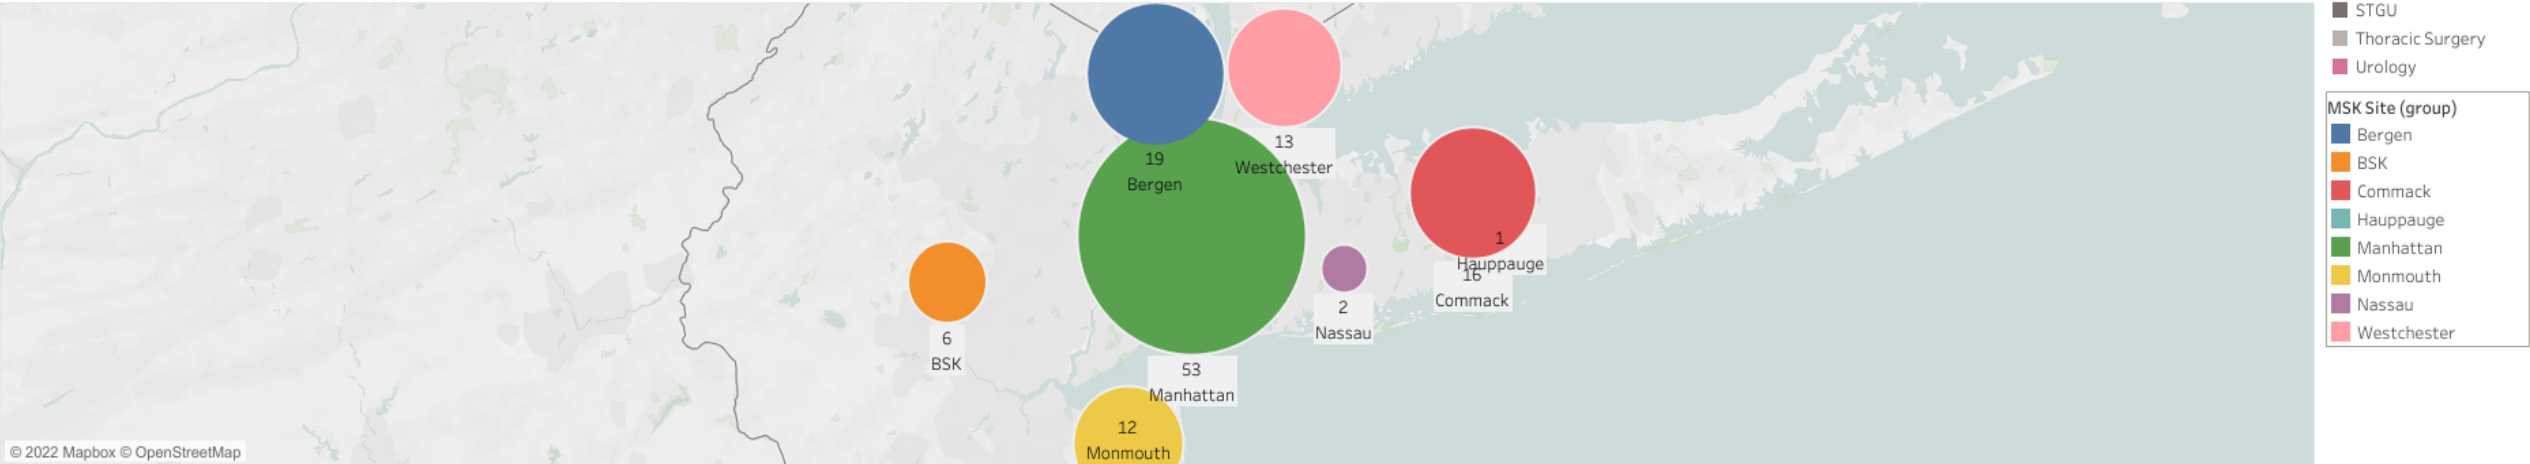 13
Westchester
19
Bergen
1
Hauppauge
16
Commack
2
Nassau
6
BSK
53
Manhattan
12
Monmouth
© 2022 Mapbox © OpenStreetMap
STGU
Thoracic Surgery
Urology
MSK Site (group)
Bergen
BSK
Commack
Hauppauge
Manhattan
Monmouth
Nassau
Westchester